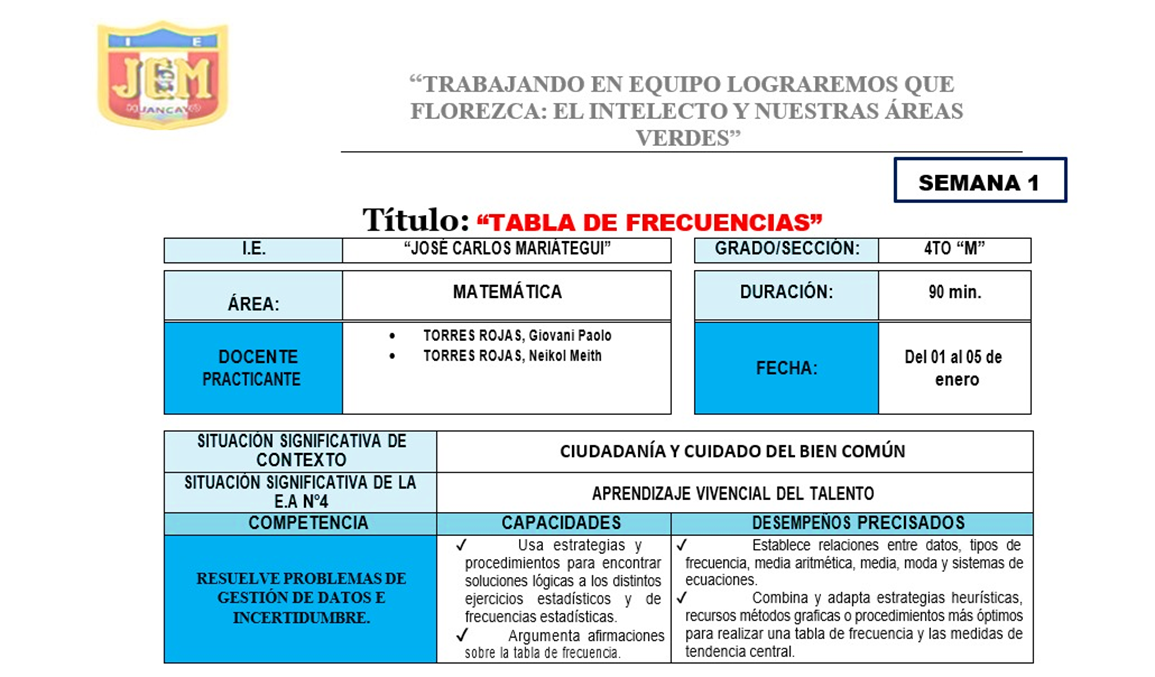 I E
JCM
HUANCAYO
“TRABAJANDO EN EQUIPO LOGRAREMOS QUE
FLOREZCA: EL INTELECTO Y NUESTRAS ÁREAS
VERDES”
SEMANA 1
Título: “TABLA DE FRECUENCIAS”
I.E.
“JOSÉ CARLOS MARIÁTEGUI”
GRADO/SECCIÓN:
4TO “M”
ÁREA:
MATEMÁTICA
DURACIÓN:
90 min.
DOCENTE
PRACTICANTE
• TORRES ROJAS, Giovani Paolo
• TORRES ROJAS, Neikol Meith
FECHA:
Del 01 al 05 de
enero
SITUACIÓN SIGNIFICATIVA DE
CONTEXTO
CIUDADANÍA Y CUIDADO DEL BIEN COMÚN
SITUACIÓN SIGNIFICATIVA DE LA
E.A N°4
APRENDIZAJE VIVENCIAL DEL TALENTO
COMPETENCIA
CAPACIDADES
DESEMPEÑOS PRECISADOS
RESUELVE PROBLEMAS DE
GESTIÓN DE DATOS E
INCERTIDUMBRE.
✓ Usa estrategias y
procedimientos para encontrar
soluciones lógicas a los distintos
ejercicios estadísticos y de
frecuencias estadísticas.
✓ Argumenta afirmaciones
sobre la tabla de frecuencia.
✓ Establece relaciones entre datos, tipos de
frecuencia, media aritmética, media, moda y sistemas de
ecuaciones.
✓ Combina y adapta estrategias heurísticas,
recursos métodos graficas o procedimientos más óptimos
para realizar una tabla de frecuencia y las medidas de
tendencia central.